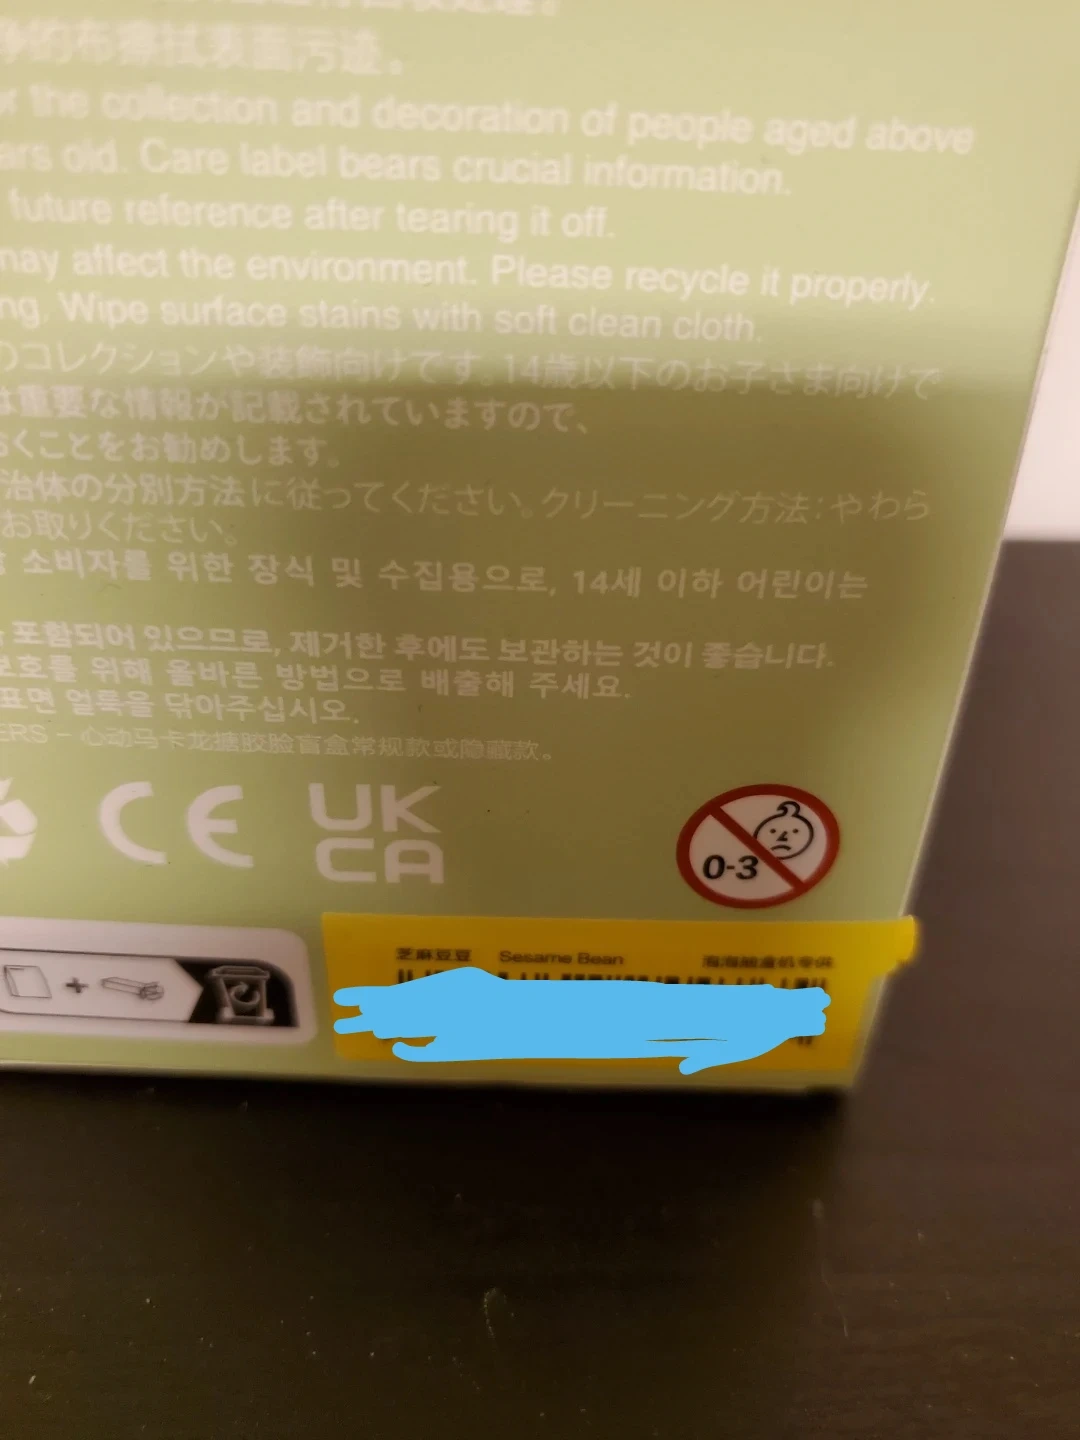 净的布擦拭表面污迹。
the collection and decoration of people aged above
ars old. Care label bears crucial information.
future reference after tearing it off.
may affect the environment. Please recycle it properly.
ng. Wipe surface stains with soft clean cloth.
のコレクションや装飾向けです。14歳以下のお子さま向けで
は重要な情報が記載されていますので、
おくことをお勧めします。
治体の分別方法に従ってください。クリーニング方法：やわら
お取りください。
소비자를 위한 장식 및 수집용으로, 14세 이하 어린이는
포함되어 있으므로, 제거한 후에도 보관하는 것이 좋습니다.
보호를 위해 올바른 방법으로 배출해 주세요.
표면 얼룩을 닦아주십시오.
ERS - 心动马卡龙搪胶脸盲盒常规款或隐藏款。
CE
UK
CA
0-3
芝麻豆豆 Sesame Bean